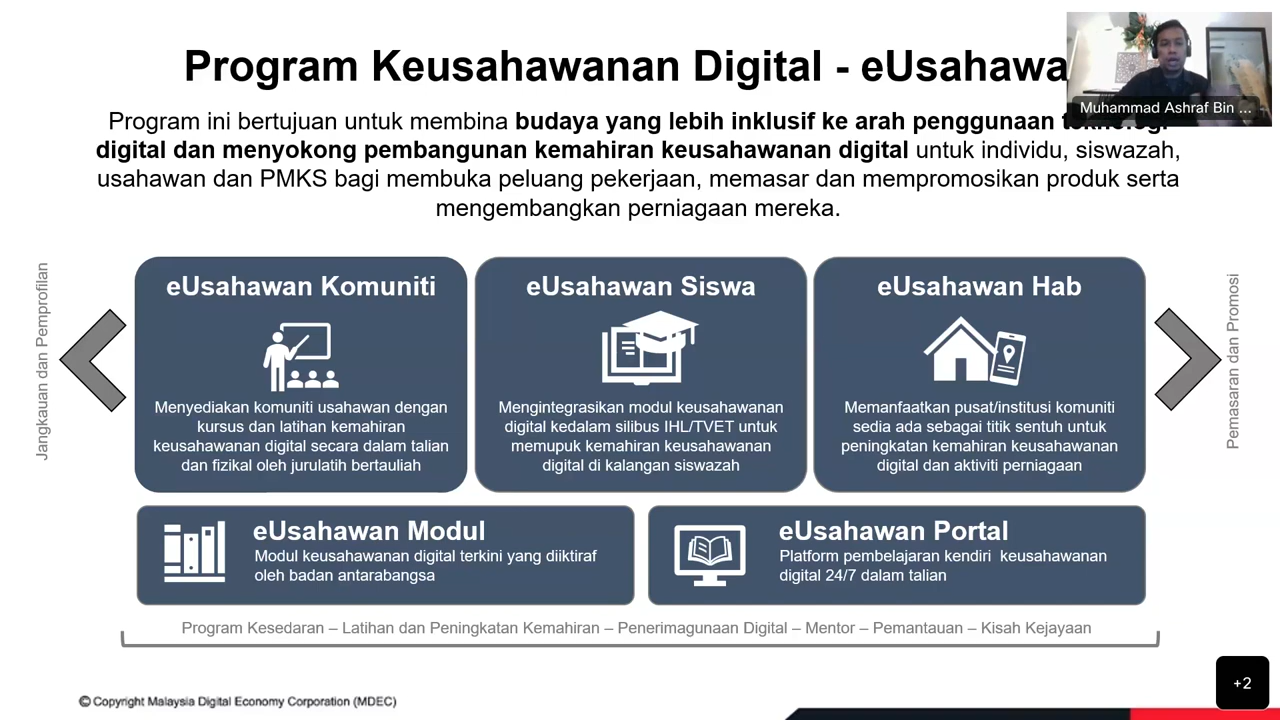 Program Keusahawanan Digital - eUsahawa
Muhammad Ashraf Bin ...
Program ini bertujuan untuk membina budaya yang lebih inklusif ke arah penggunaan teknologi
digital dan menyokong pembangunan kemahiran keusahawanan digital untuk individu, siswazah,
usahawan dan PMKS bagi membuka peluang pekerjaan, memasar dan mempromosikan produk serta
mengembangkan perniagaan mereka.
Jangkauan dan Pemprofilan
eUsahawan Komuniti
Menyediakan komuniti usahawan dengan
kursus dan latihan kemahiran
keusahawanan digital secara dalam talian
dan fizikal oleh jurulatih bertauliah
eUsahawan Siswa
Mengintegrasikan modul keusahawanan
digital kedalam silibus IHL/TVET untuk
memupuk kemahiran keusahawanan
digital di kalangan siswazah
eUsahawan Hab
Memanfaatkan pusat/institusi komuniti
sedia ada sebagai titik sentuh untuk
peningkatan kemahiran keusahawanan
digital dan aktiviti perniagaan
Pemasaran dan Promosi
eUsahawan Modul
Modul keusahawanan digital terkini yang diiktiraf
oleh badan antarabangsa
eUsahawan Portal
Platform pembelajaran kendiri keusahawanan
digital 24/7 dalam talian
Program Kesedaran – Latihan dan Peningkatan Kemahiran – Penerimagunaan Digital – Mentor – Pemantauan – Kisah Kejayaan
© Copyright Malaysia Digital Economy Corporation (MDEC)
+2